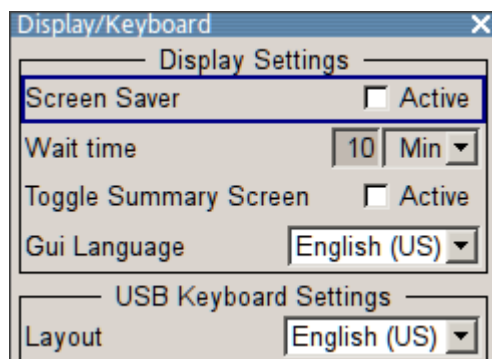 Display/Keyboard
Display Settings
Screen Saver Active
Wait time 10 Min
Toggle Summary Screen Active
Gui Language English (US)
USB Keyboard Settings
Layout English (US)